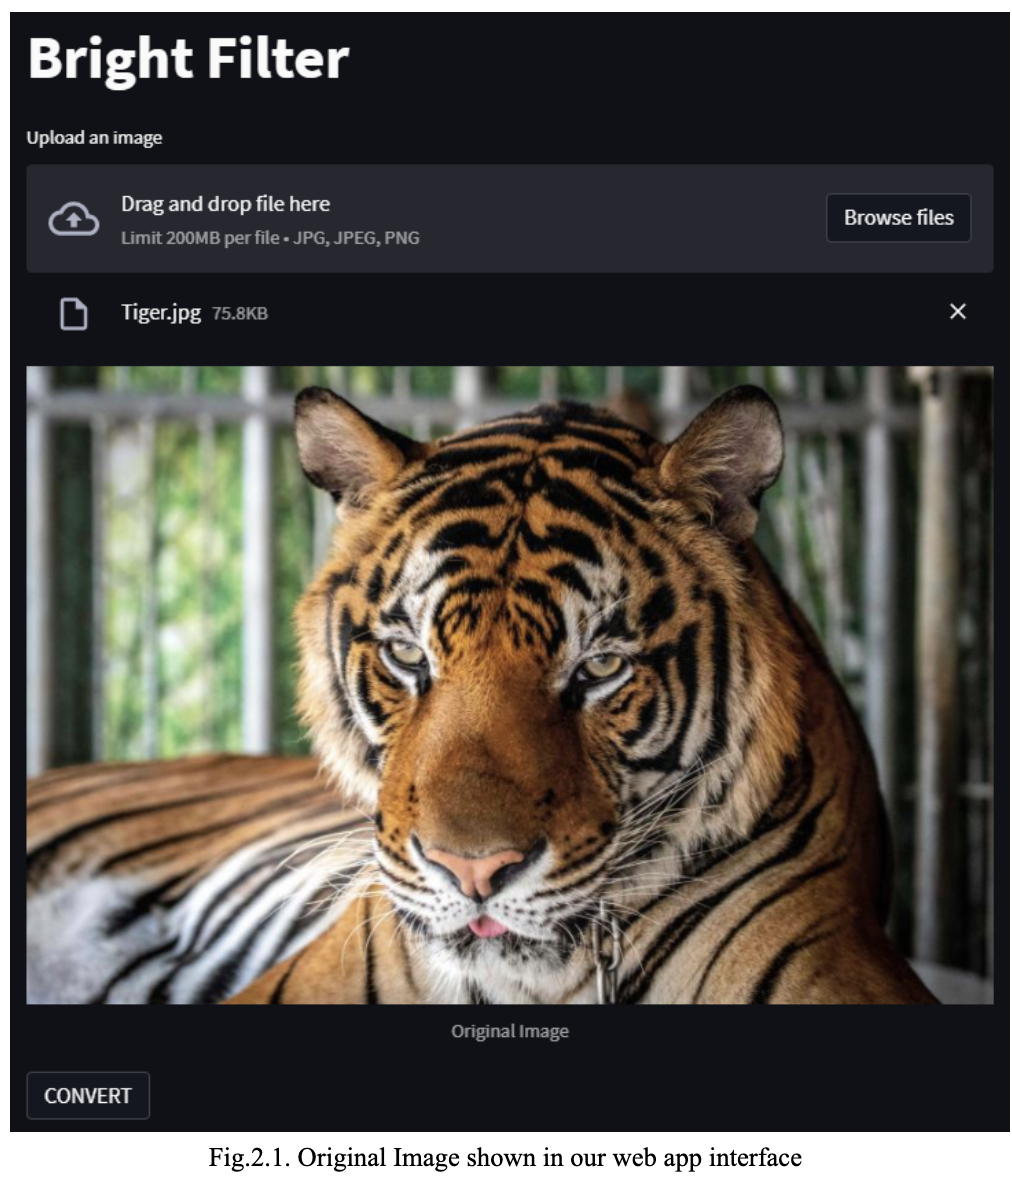 Bright Filter
Upload an image
Drag and drop file here
Limit 200MB per file • JPG, JPEG, PNG
Browse files
Tiger.jpg 75.8KB
Original Image
CONVERT
Fig.2.1. Original Image shown in our web app interface